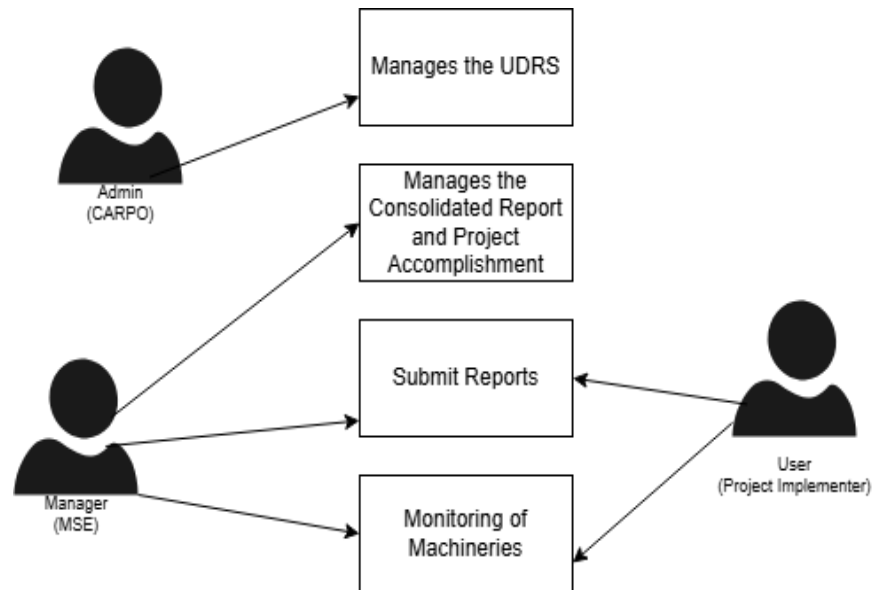 Manages the UDRS
Admin
(CARPO)
Manages the
Consolidated Report
and Project
Accomplishment
Submit Reports
User
(Project Implementer)
Manager
(MSE)
Monitoring of
Machineries